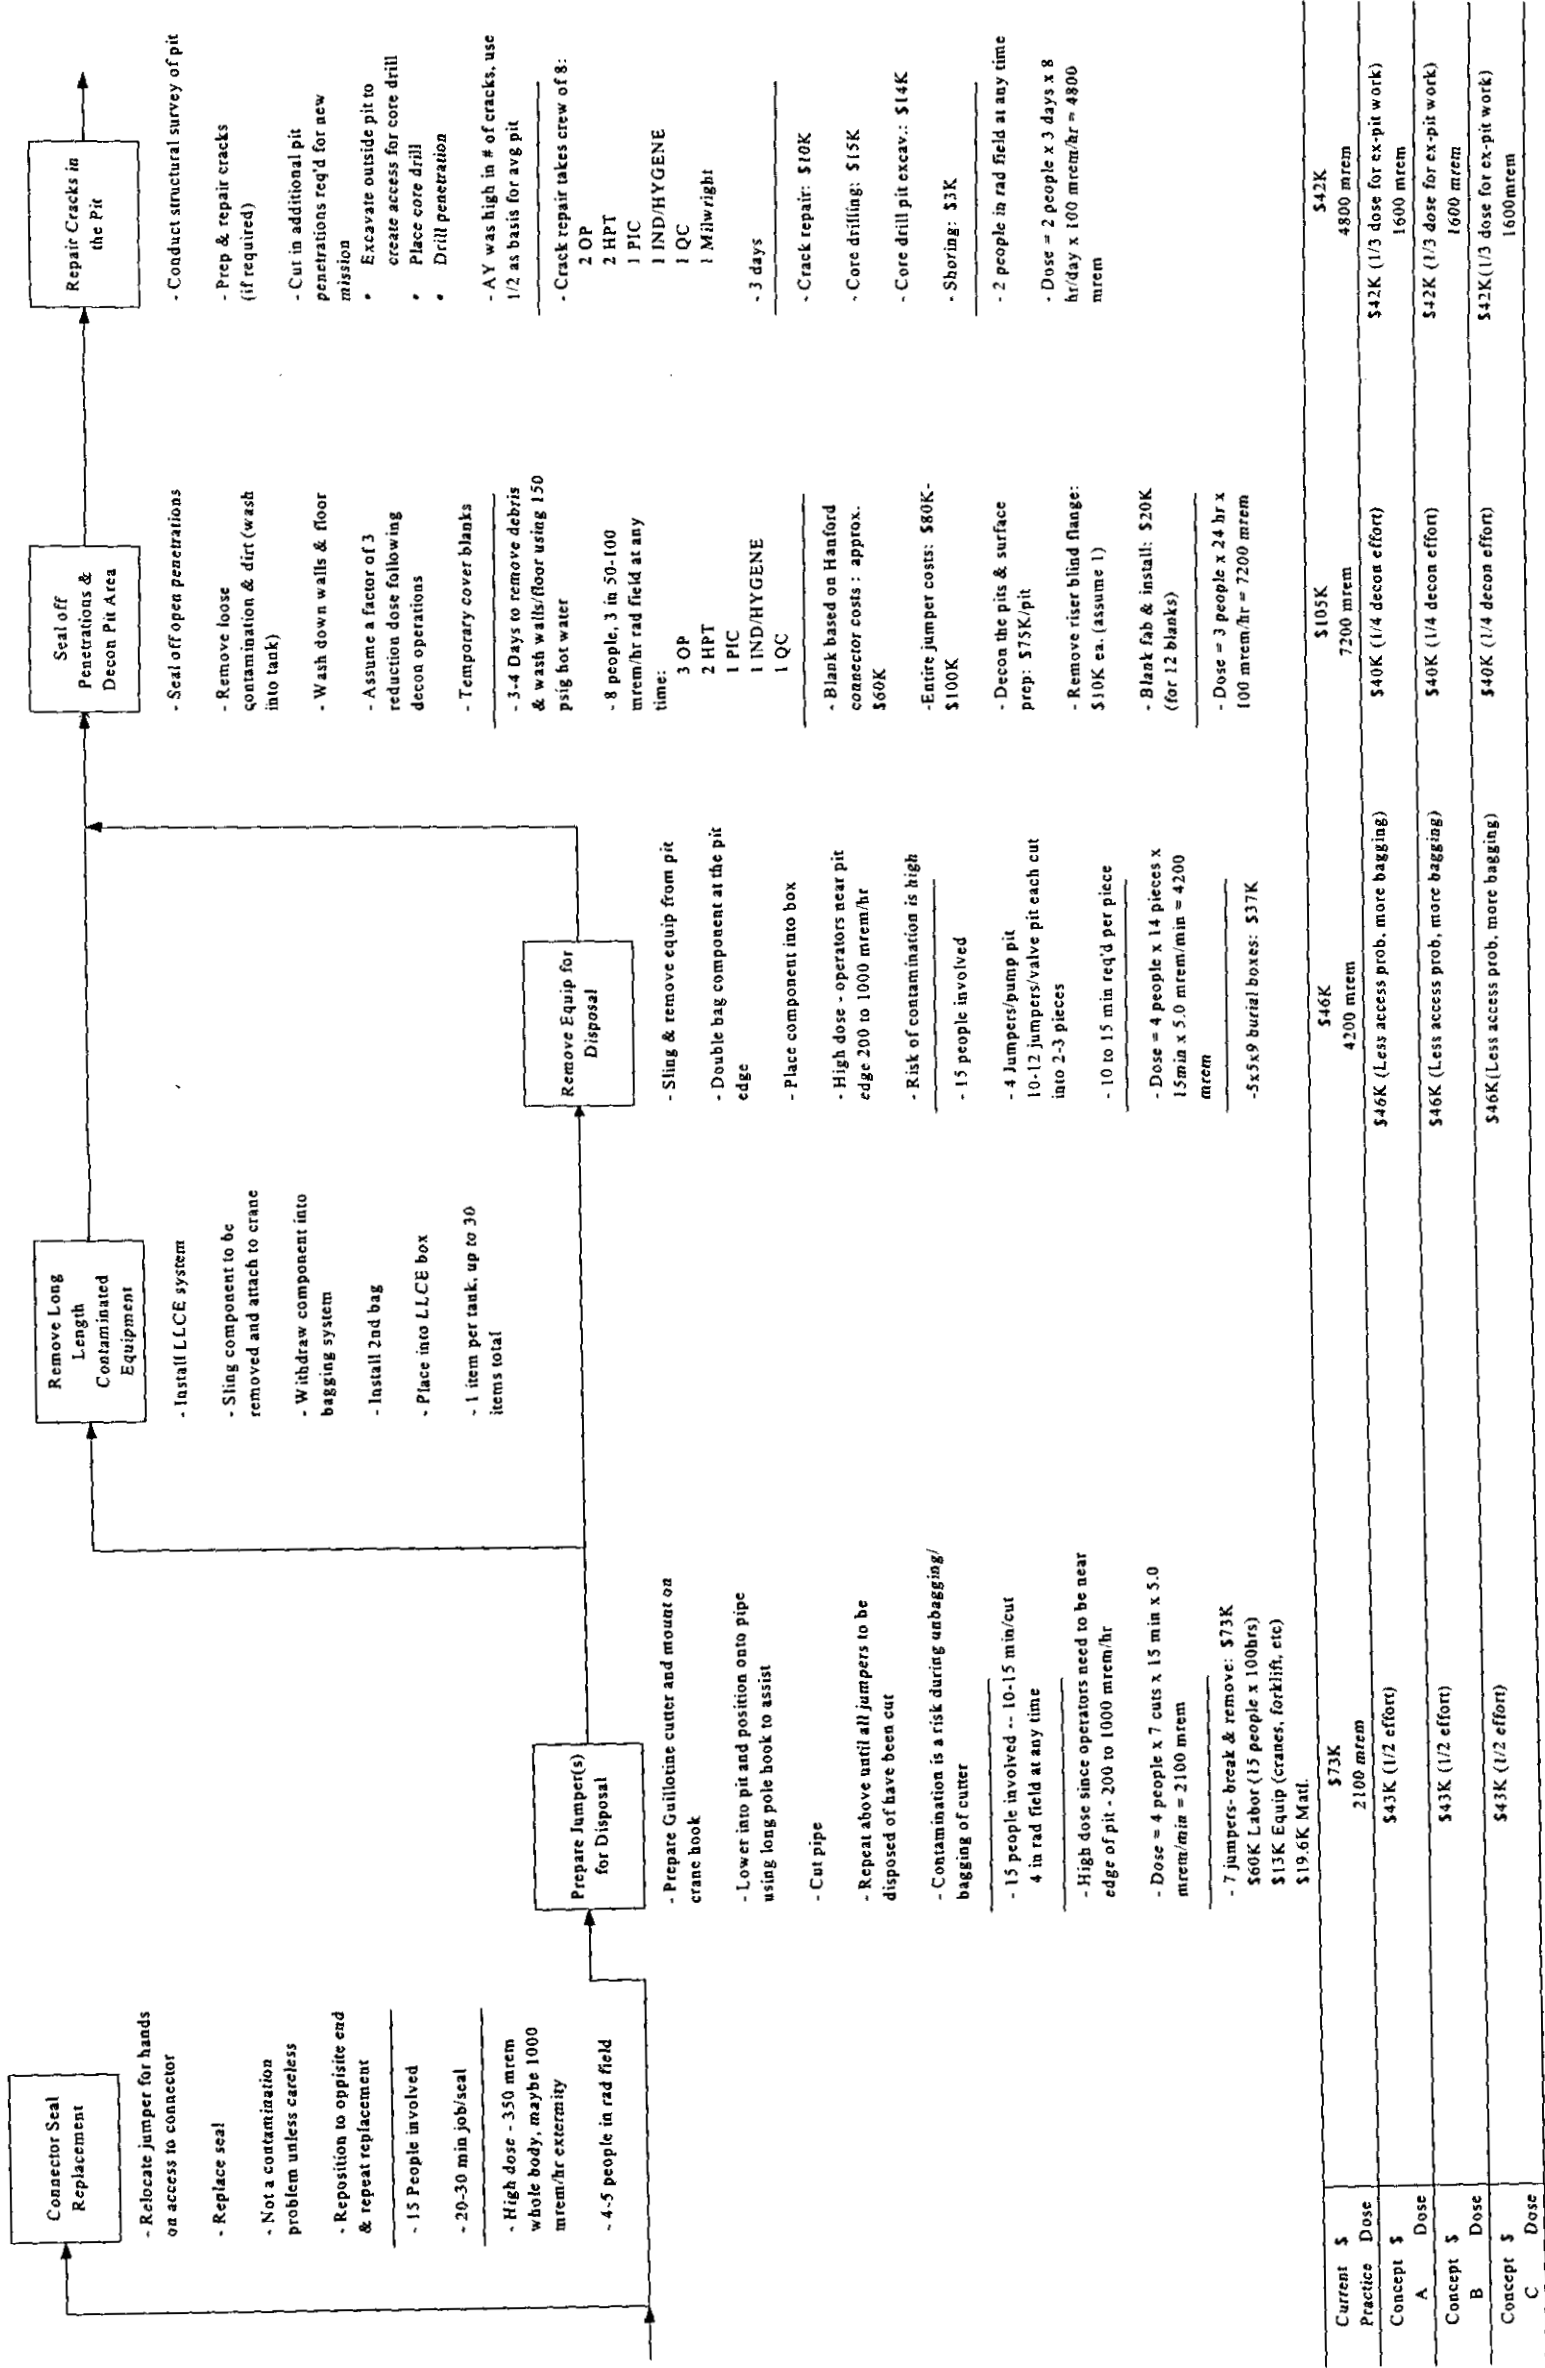 Connector Seal
Replacement
- Relocate jumper for hands
on access to connector
- Replace seal
- Not a contamination
problem unless careless
- Reposition to oppisite end
& repeat replacement
- 15 People involved
- 20-30 min job/seal
- High dose - 350 mrem
whole body, maybe 1000
mrem/hr extermity
- 4-5 people in rad field
Prepare Jumper(s)
for Disposal
- Prepare Guilotine cutter and mount on
crane hook
- Lower into pit and position onto pipe
using long pole hook to assist
- Cut pipe
- Repeat above until all jumpers to be
disposed of have been cut
- Contamination is a risk during unbagging/
bagging of cutter
- 15 people involved -- 10-15 min/cut
4 in rad field at any time
- High dose since operators need to be near
edge of pit - 200 to 1000 mrem/hr
- Dose = 4 people x 7 cuts x 15 min x 5.0
mrem/min = 2100 mrem
- 7 jumpers- break & remove: $73K
$60K Labor (15 people x 100hrs)
$13K Equip (cranes, forklift, etc)
$19.6K Matl.
Remove Long
Length
Contaminated
Equipment
- Install LLCE system
- Sling component to be
removed and attach to crane
- Withdraw component into
bagging system
- Install 2nd bag
- Place into LLCE box
- 1 item per tank, up to 30
items total
Remove Equip for
Disposal
- Sling & remove equip from pit
- Double bag component at the pit
edge
- Place component into box
- High dose - operators near pit
edge 200 to 1000 mrem/hr
- Risk of contamination is high
- 15 people involved
- 4 Jumpers/pump pit
10-12 jumpers/valve pit each cut
into 2-3 pieces
- 10 to 15 min req'd per piece
- Dose = 4 people x 14 pieces x
15min x 5.0 mrem/min = 4200
mrem
-5x5x9 burial boxes: $37K
Seal off
Penetrations &
Decon Pit Area
- Seal off open penetrations
- Remove loose
contamination & dirt (wash
into tank)
- Wash down walls & floor
- Assume a factor of 3
reduction dose following
decon operations
- Temporary cover blanks
- 3-4 Days to remove debris
& wash walls/floor using 150
psig hot water
- 8 people, 3 in 50-100
mrem/hr rad field at any
time:
3 OP
2 HPT
1 PIC
1 IND/HYGENE
1 QC
- Blank based on Hanford
connector costs : approx.
$60K
-Entire jumper costs: $80K-
$100K
- Decon the pits & surface
prep: $75K/pit
- Remove riser blind flange:
$10K ea. (assume 1)
- Blank fab & install: $20K
(for 12 blanks)
- Dose = 3 people x 24 hr x
100 mrem/hr = 7200 mrem
Repair Cracks in
the Pit
- Conduct structural survey of pit
- Prep & repair cracks
(if required)
- Cut in additional pit
penetrations req'd for new
mission
• Excavate outside pit to
create access for core drill
• Place core drill
• Drill penetration
- AY was high in # of cracks, use
1/2 as basis for avg pit
- Crack repair takes crew of 8:
2 OP
2 HPT
1 PIC
1 IND/HYGENE
1 QC
1 Milwright
- 3 days
- Crack repair: $10K
- Core drilling: $15K
- Core drill pit excav.: $14K
- Shoring: $3K
- 2 people in rad field at any time
- Dose = 2 people x 3 days x 8
hr/day x 100 mrem/hr = 4800
mrem
Current $ $73K $46K $105K $42K
Practice Dose 2100 mrem 4200 mrem 7200 mrem 4800 mrem
Concept $ $43K (1/2 effort) $46K (Less access prob. more bagging) $40K (1/4 decon effort) $42K (1/3 dose for ex-pit work)
A Dose 1600 mrem
Concept $ $43K (1/2 effort) $46K (Less access prob, more bagging) $40K (1/4 decon effort) $42K (1/3 dose for ex-pit work)
B Dose 1600 mrem
Concept $ $43K (1/2 effort) $46K(Less access prob, more bagging) $40K (1/4 decon effort) $42K(1/3 dose for ex-pit work)
C Dose 1600mrem